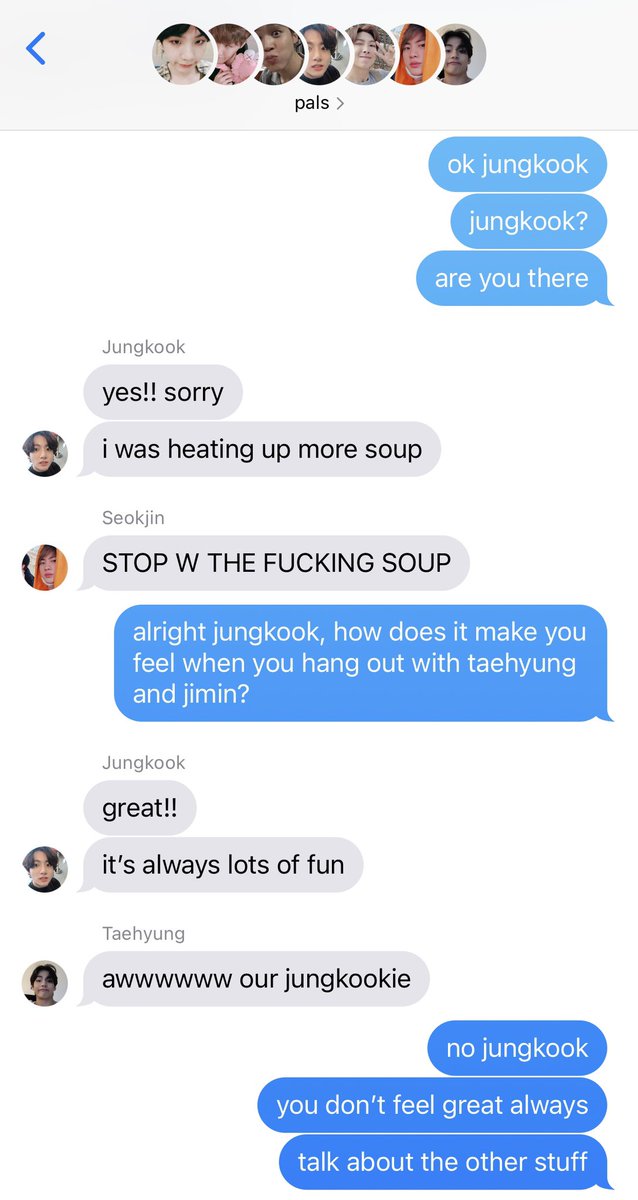 pals >
ok jungkook
jungkook?
are you there
Jungkook
yes!! sorry
i was heating up more soup
Seokjin
STOP W THE FUCKING SOUP
alright jungkook, how does it make you
feel when you hang out with taehyung
and jimin?
Jungkook
great!!
it’s always lots of fun
Taehyung
awwwwww our jungkookie
no jungkook
you don’t feel great always
talk about the other stuff